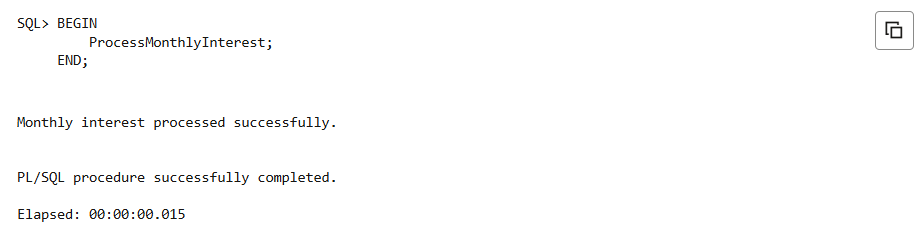 SQL> BEGIN
         ProcessMonthlyInterest;
     END;
Monthly interest processed successfully.
PL/SQL procedure successfully completed.
Elapsed: 00:00:00.015